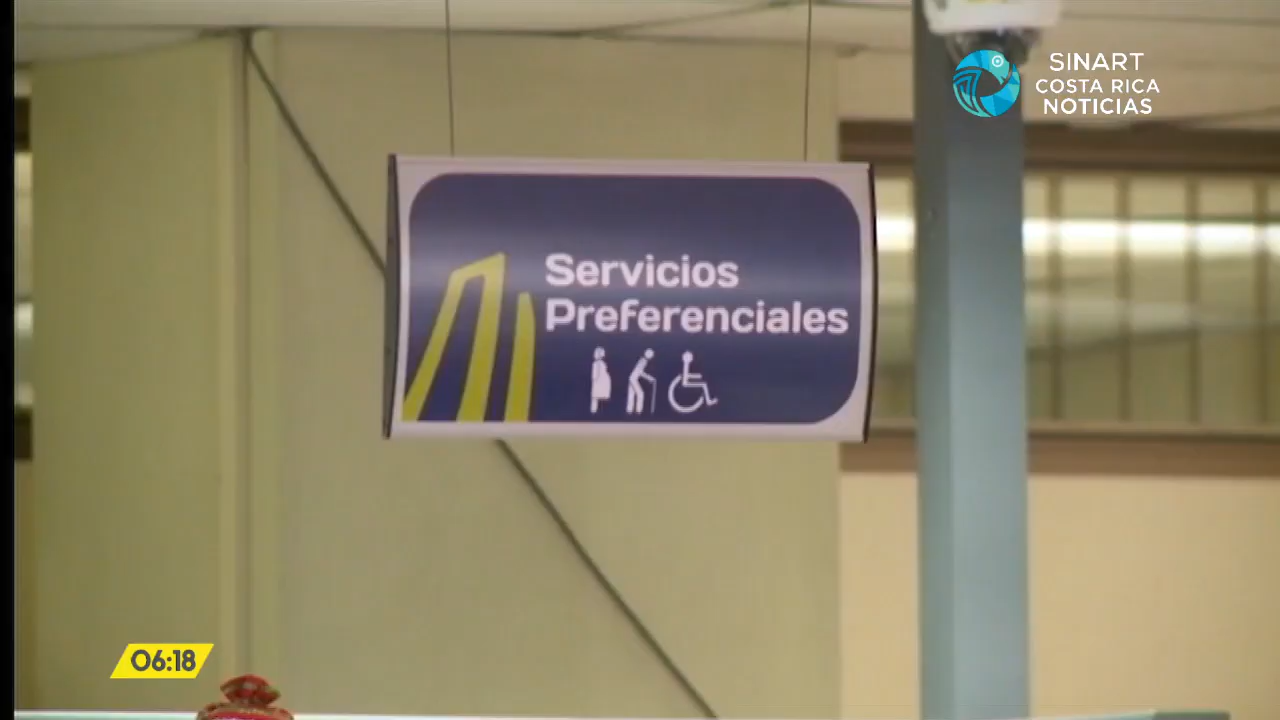 SINART
COSTA RICA
NOTICIAS
Servicios
Preferenciales
06:18